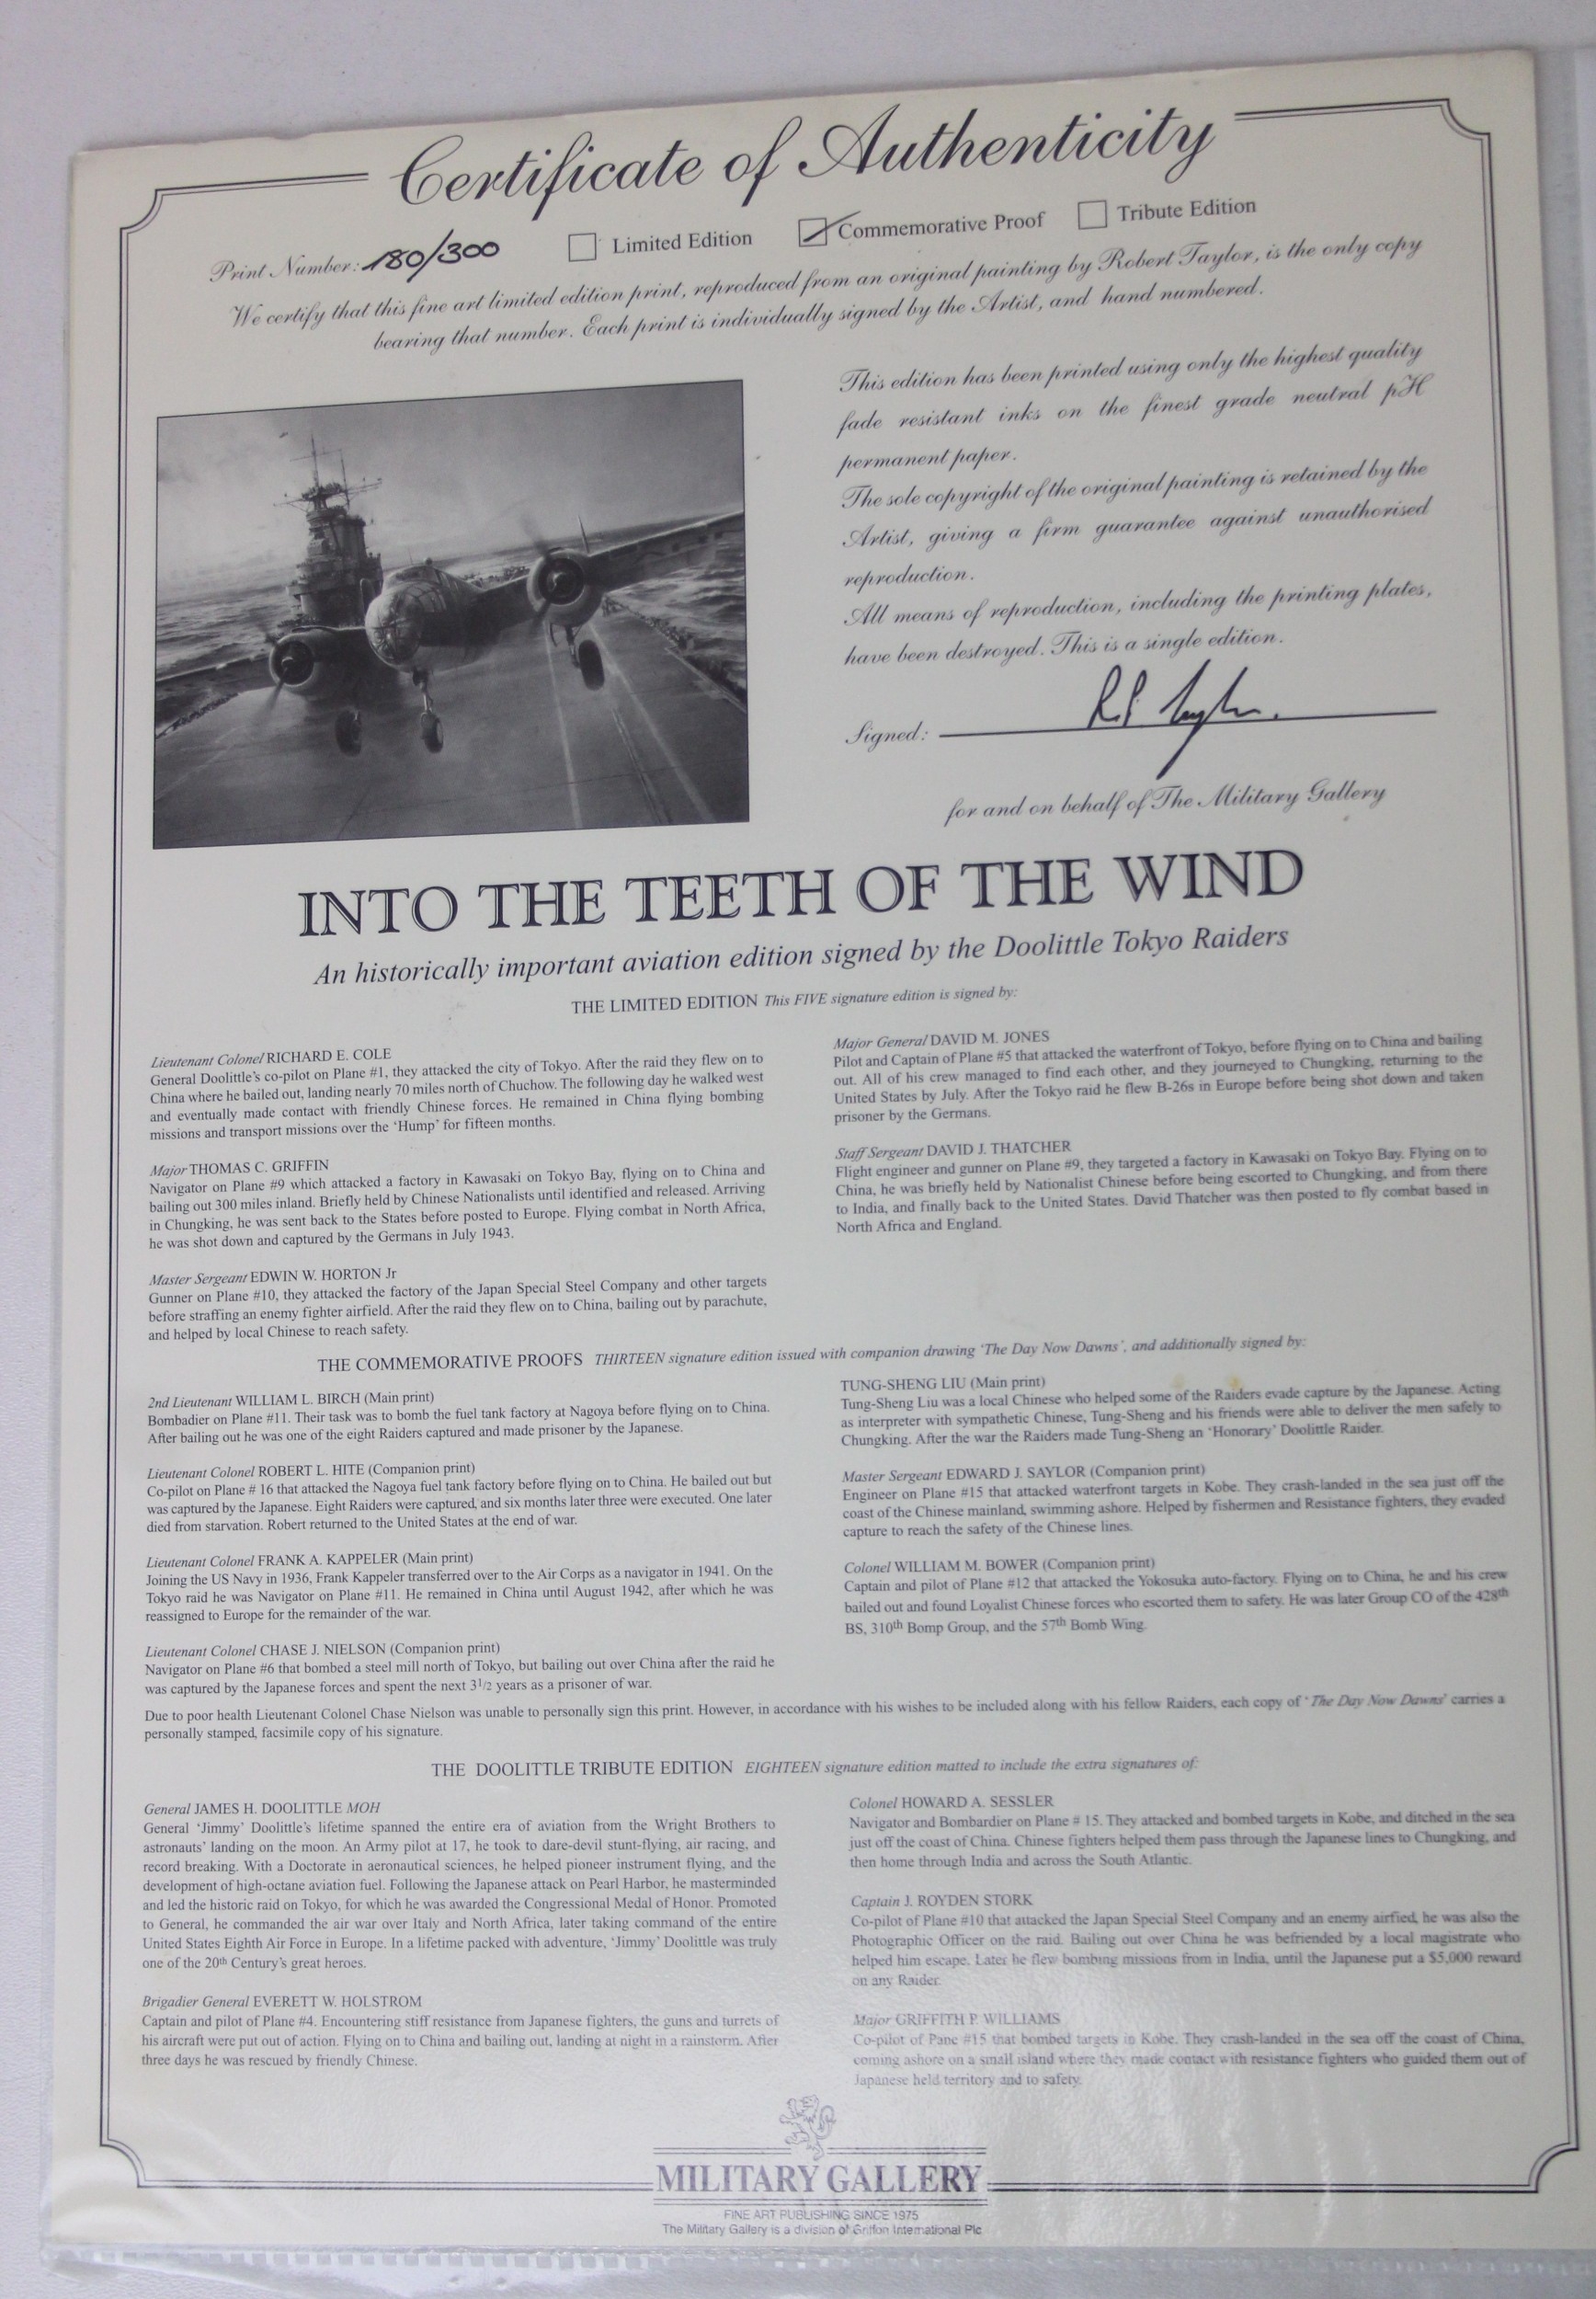 Certificate of Authenticity
Print Number: 180/300
Limited Edition
Commemorative Proof
Tribute Edition
We certify that this fine art limited edition print, reproduced from an original painting by Robert Taylor, is the only copy
bearing that number. Each print is individually signed by the Artist, and hand numbered.
This edition has been printed using only the highest quality
fade resistant inks on the finest grade neutral pH
permanent paper.
The sole copyright of the original painting is retained by the
Artist, giving a firm guarantee against unauthorised
reproduction.
All means of reproduction, including the printing plates,
have been destroyed. This is a single edition.
Signed:
for and on behalf of The Military Gallery
INTO THE TEETH OF THE WIND
An historically important aviation edition signed by the Doolittle Tokyo Raiders
THE LIMITED EDITION This FIVE signature edition is signed by:
Lieutenant Colonel RICHARD E. COLE
General Doolittle's co-pilot on Plane #1, they attacked the city of Tokyo. After the raid they flew on to
China where he bailed out, landing nearly 70 miles north of Chuchow. The following day he walked west
and eventually made contact with friendly Chinese forces. He remained in China flying bombing
missions and transport missions over the 'Hump' for fifteen months.
Major THOMAS C. GRIFFIN
Navigator on Plane #9 which attacked a factory in Kawasaki on Tokyo Bay, flying on to China and
bailing out 300 miles inland. Briefly held by Chinese Nationalists until identified and released. Arriving
in Chungking, he was sent back to the States before posted to Europe. Flying combat in North Africa,
he was shot down and captured by the Germans in July 1943.
Master Sergeant EDWIN W. HORTON Jr
Gunner on Plane #10, they attacked the factory of the Japan Special Steel Company and other targets
before straffing an enemy fighter airfield. After the raid they flew on to China, bailing out by parachute,
and helped by local Chinese to reach safety.
Major General DAVID M. JONES
Pilot and Captain of Plane #5 that attacked the waterfront of Tokyo, before flying on to China and bailing
out. All of his crew managed to find each other, and they journeyed to Chungking, returning to the
United States by July. After the Tokyo raid he flew B-26s in Europe before being shot down and taken
prisoner by the Germans.
Staff Sergeant DAVID J. THATCHER
Flight engineer and gunner on Plane #9, they targeted a factory in Kawasaki on Tokyo Bay. Flying on to
China, he was briefly held by Nationalist Chinese before being escorted to Chungking, and from there
to India, and finally back to the United States. David Thatcher was then posted to fly combat based in
North Africa and England.
THE COMMEMORATIVE PROOFS THIRTEEN signature edition issued with companion drawing 'The Day Now Dawns', and additionally signed by:
2nd Lieutenant WILLIAM L. BIRCH (Main print)
Bombadier on Plane #11. Their task was to bomb the fuel tank factory at Nagoya before flying on to China.
After bailing out he was one of the eight Raiders captured and made prisoner by the Japanese.
Lieutenant Colonel ROBERT L. HITE (Companion print)
Co-pilot on Plane # 16 that attacked the Nagoya fuel tank factory before flying on to China. He bailed out but
was captured by the Japanese. Eight Raiders were captured, and six months later three were executed. One later
died from starvation. Robert returned to the United States at the end of war.
Lieutenant Colonel FRANK A. KAPPELER (Main print)
Joining the US Navy in 1936, Frank Kappeler transferred over to the Air Corps as a navigator in 1941. On the
Tokyo raid he was Navigator on Plane #11. He remained in China until August 1942, after which he was
reassigned to Europe for the remainder of the war.
Lieutenant Colonel CHASE J. NIELSON (Companion print)
Navigator on Plane #6 that bombed a steel mill north of Tokyo, but bailing out over China after the raid he
was captured by the Japanese forces and spent the next 3 1/2 years as a prisoner of war.
TUNG-SHENG LIU (Main print)
Tung-Sheng Liu was a local Chinese who helped some of the Raiders evade capture by the Japanese. Acting
as interpreter with sympathetic Chinese, Tung-Sheng and his friends were able to deliver the men safely to
Chungking. After the war the Raiders made Tung-Sheng an 'Honorary' Doolittle Raider.
Master Sergeant EDWARD J. SAYLOR (Companion print)
Engineer on Plane #15 that attacked waterfront targets in Kobe. They crash-landed in the sea just off the
coast of the Chinese mainland, swimming ashore. Helped by fishermen and Resistance fighters, they evaded
capture to reach the safety of the Chinese lines.
Colonel WILLIAM M. BOWER (Companion print)
Captain and pilot of Plane #12 that attacked the Yokosuka auto-factory. Flying on to China, he and his crew
bailed out and found Loyalist Chinese forces who escorted them to safety. He was later Group CO of the 428th
BS, 310th Bomp Group, and the 57th Bomb Wing.
Due to poor health Lieutenant Colonel Chase Nielson was unable to personally sign this print. However, in accordance with his wishes to be included along with his fellow Raiders, each copy of 'The Day Now Dawns' carries a
personally stamped, facsimile copy of his signature.
THE DOOLITTLE TRIBUTE EDITION EIGHTEEN signature edition matted to include the extra signatures of:
General JAMES H. DOOLITTLE MOH
General 'Jimmy' Doolittle's lifetime spanned the entire era of aviation from the Wright Brothers to
astronauts' landing on the moon. An Army pilot at 17, he took to dare-devil stunt-flying, air racing, and
record breaking. With a Doctorate in aeronautical sciences, he helped pioneer instrument flying, and the
development of high-octane aviation fuel. Following the Japanese attack on Pearl Harbor, he masterminded
and led the historic raid on Tokyo, for which he was awarded the Congressional Medal of Honor. Promoted
to General, he commanded the air war over Italy and North Africa, later taking command of the entire
United States Eighth Air Force in Europe. In a lifetime packed with adventure, 'Jimmy' Doolittle was truly
one of the 20th Century's great heroes.
Brigadier General EVERETT W. HOLSTROM
Captain and pilot of Plane #4. Encountering stiff resistance from Japanese fighters, the guns and turrets of
his aircraft were put out of action. Flying on to China and bailing out, landing at night in a rainstorm. After
three days he was rescued by friendly Chinese.
Colonel HOWARD A. SESSLER
Navigator and Bombardier on Plane # 15. They attacked and bombed targets in Kobe, and ditched in the sea
just off the coast of China. Chinese fighters helped them pass through the Japanese lines to Chungking, and
then home through India and across the South Atlantic.
Captain J. ROYDEN STORK
Co-pilot of Plane #10 that attacked the Japan Special Steel Company and an enemy airfied, he was also the
Photographic Officer on the raid. Bailing out over China he was befriended by a local magistrate who
helped him escape. Later he flew bombing missions from in India, until the Japanese put a $5,000 reward
on any Raider.
Major GRIFFITH P. WILLIAMS
Co-pilot of Pane #15 that bombed targets in Kobe. They crash-landed in the sea off the coast of China,
coming ashore on a small island where they made contact with resistance fighters who guided them out of
Japanese held territory and to safety.
MILITARY GALLERY
FINE ART PUBLISHING SINCE 1975
The Military Gallery is a division of Griffon International Plc